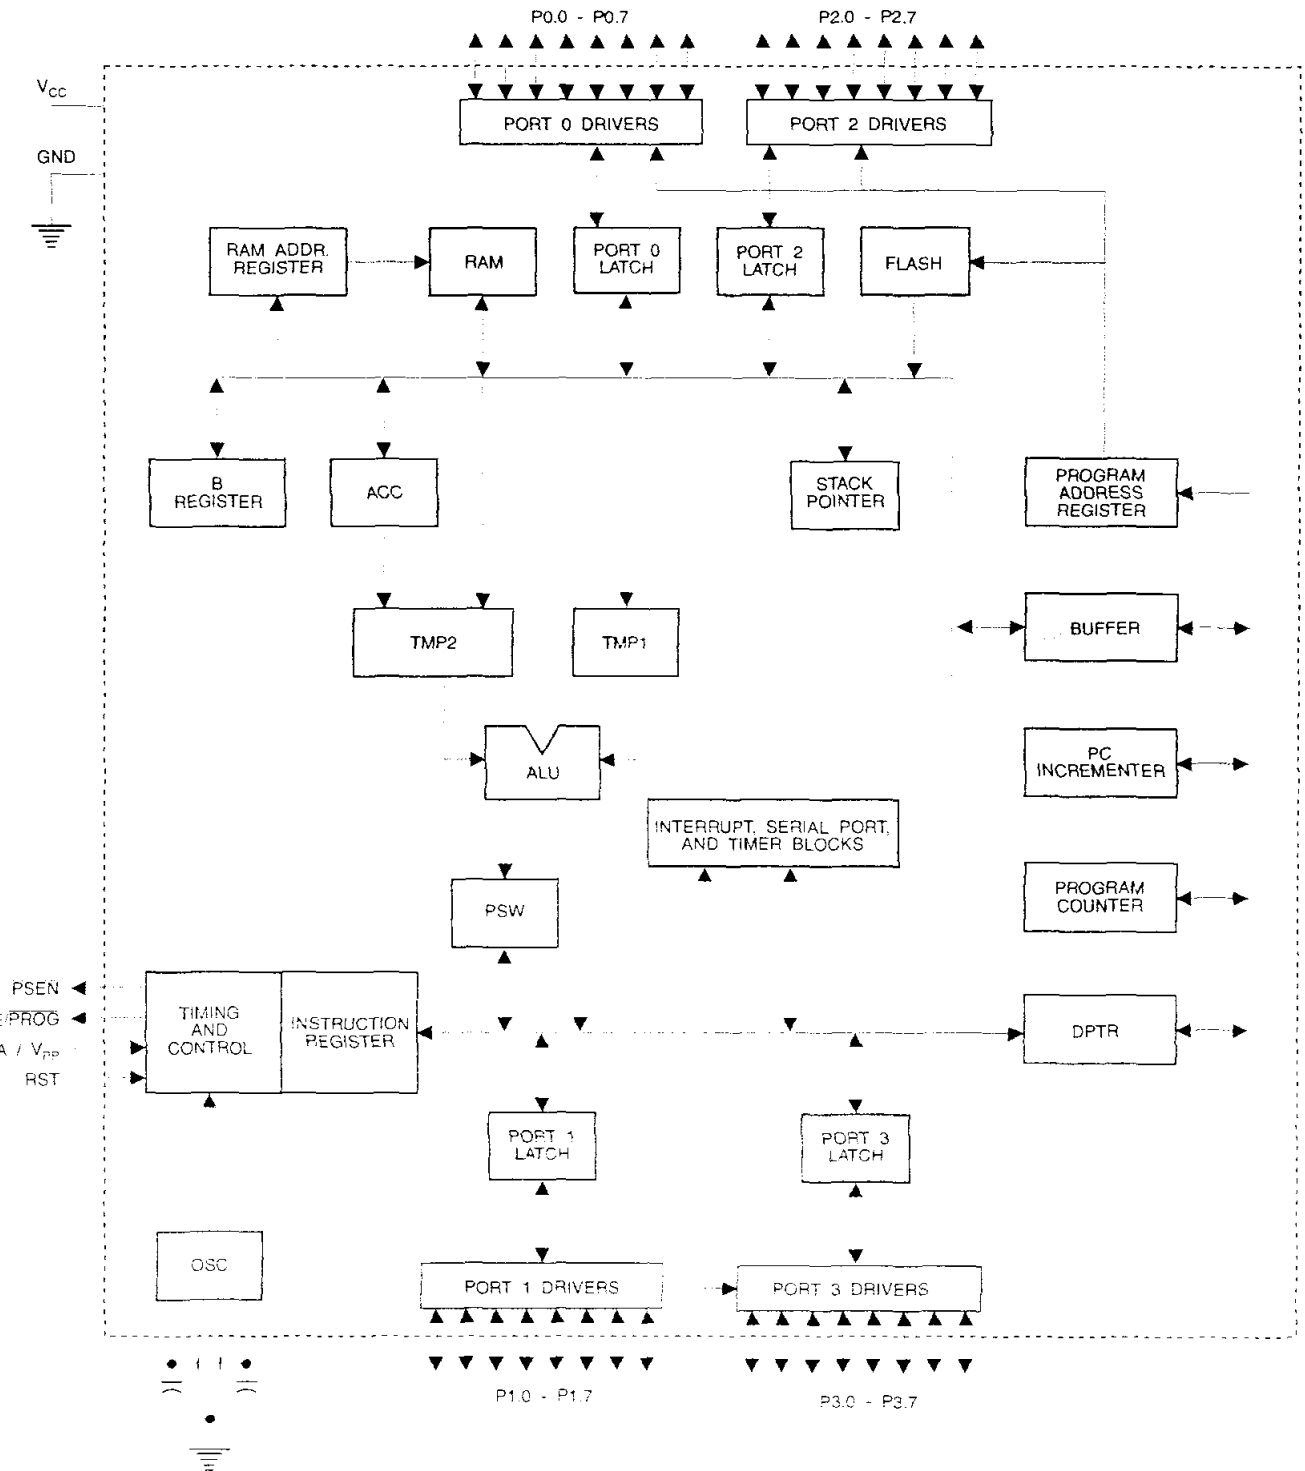 P0.0 - P0.7
P2.0 - P2.7
VCC
GND
PORT 0 DRIVERS
PORT 2 DRIVERS
RAM ADDR.
REGISTER
RAM
PORT 0
LATCH
PORT 2
LATCH
FLASH
B
REGISTER
ACC
STACK
POINTER
PROGRAM
ADDRESS
REGISTER
TMP2
TMP1
BUFFER
ALU
PC
INCREMENTER
INTERRUPT, SERIAL PORT,
AND TIMER BLOCKS
PSW
PROGRAM
COUNTER
PSEN
E/PROG
A / VPP
RST
TIMING
AND
CONTROL
INSTRUCTION
REGISTER
DPTR
PORT 1
LATCH
PORT 3
LATCH
OSC
PORT 1 DRIVERS
PORT 3 DRIVERS
P1.0 - P1.7
P3.0 - P3.7